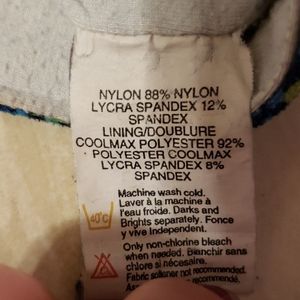 NYLON 88% NYLON
LYCRA SPANDEX 12%
SPANDEX
LINING/DOUBLURE
COOLMAX POLYESTER 92%
POLYESTER COOLMAX
LYCRA SPANDEX 8%
SPANDEX
Machine wash cold.
Laver à la machine à
l'eau froide. Darks and
Brights separately. Fonce
y vive Independent.
40°C
Only non-chlorine bleach
when needed. Blanchir sans
chlore si nécessaire.
Fabric softener not recommended.